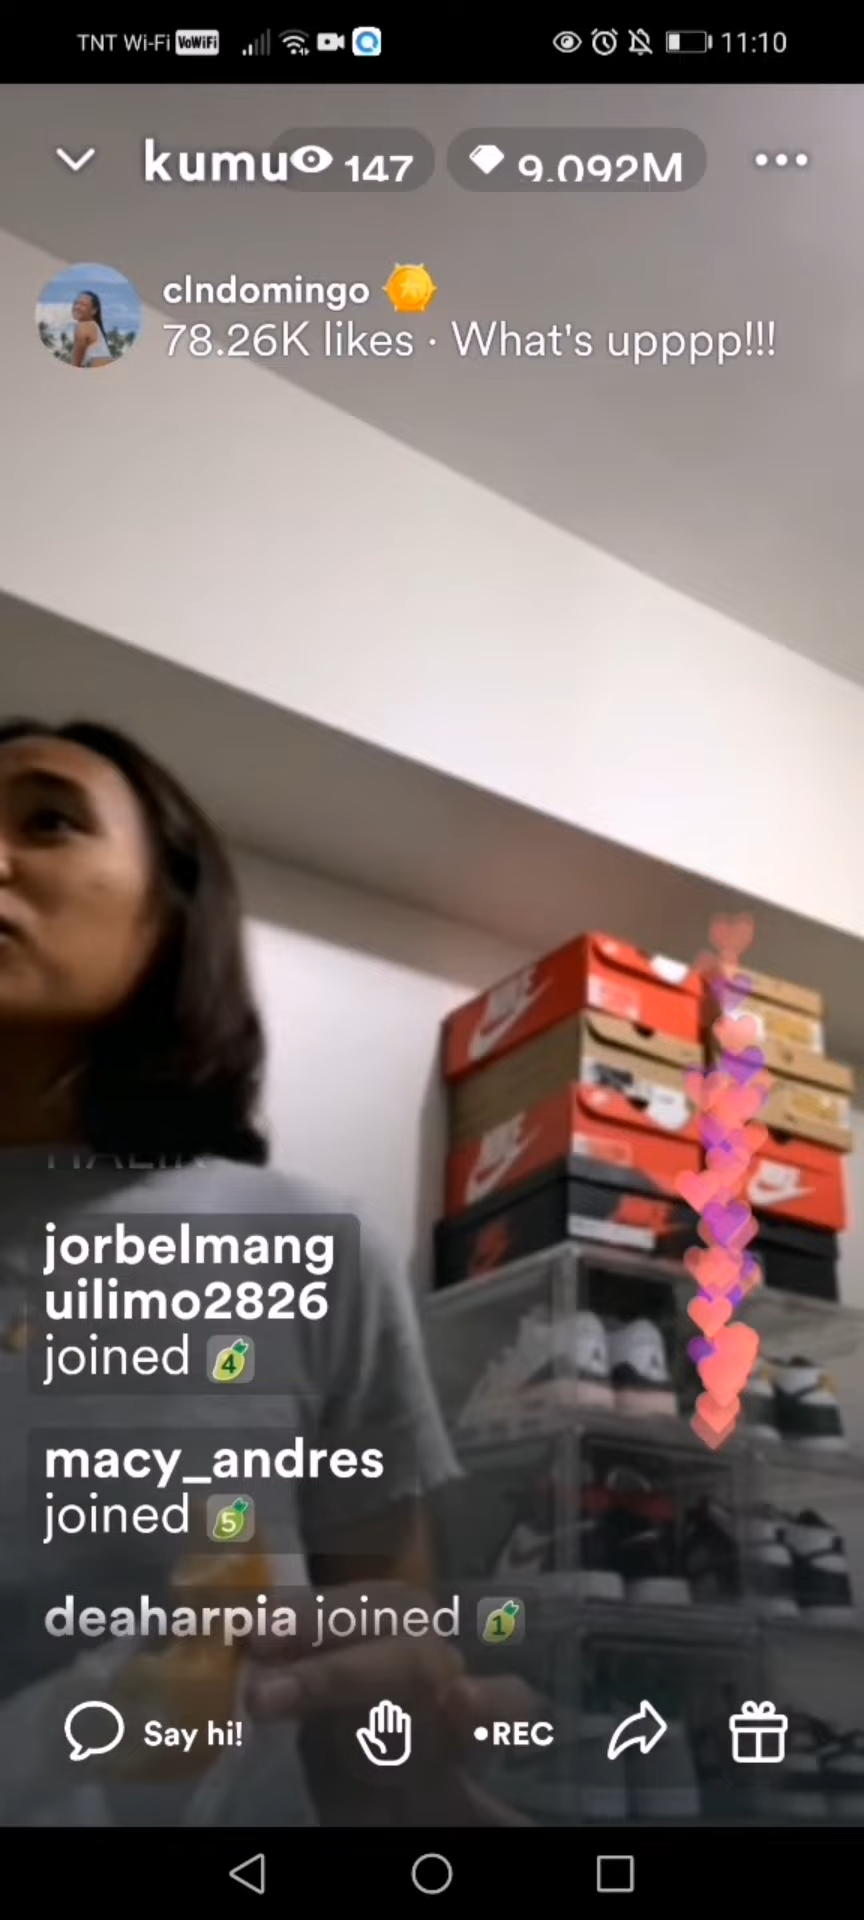 TNT Wi-Fi VoWiFi 11:10
kumu 147 9.092M
clndomingo
78.26K likes · What's upppp!!!
jorbelmang
uilimo2826
joined 4
macy_andres
joined 5
deaharpia joined 1
Say hi! •REC